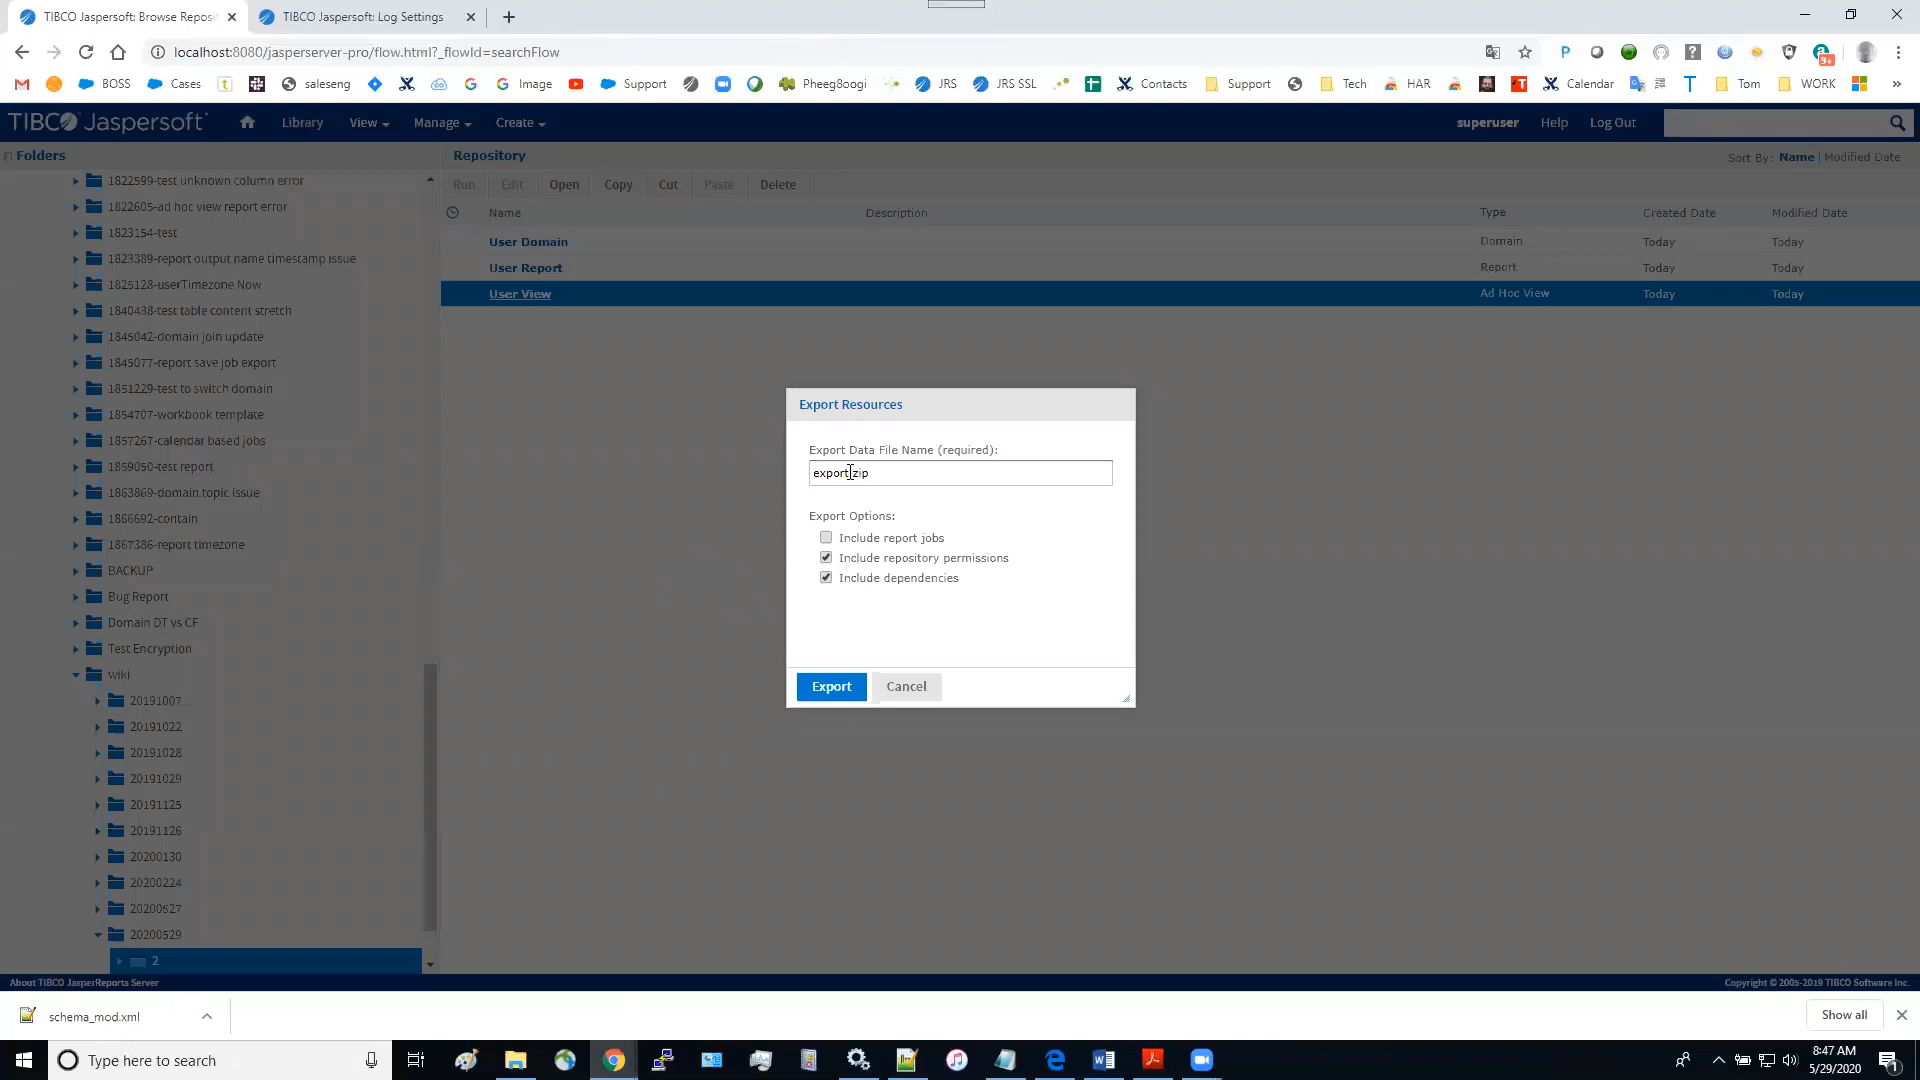 TIBCO Jaspersoft: Browse Reposi
TIBCO Jaspersoft: Log Settings
localhost:8080/jasperserver-pro/flow.html?_flowId=searchFlow
9+
BOSS
Cases
saleseng
Image
Support
Pheeg8oogi
JRS
JRS SSL
Contacts
Support
Tech
HAR
Calendar
Tom
WORK
TIBCO Jaspersoft
Library
View
Manage
Create
superuser
Help
Log Out
Folders
Repository
Sort By: Name | Modified Date
Run
Edit
Open
Copy
Cut
Paste
Delete
Name
Description
Type
Created Date
Modified Date
User Domain
Domain
Today
Today
User Report
Report
Today
Today
User View
Ad Hoc View
Today
Today
1822599-test unknown column error
1822605-ad hoc view report error
1823154-test
1823389-report output name timestamp issue
1825128-userTimezone Now
1840438-test table content stretch
1845042-domain join update
1845077-report save job export
1851229-test to switch domain
1854707-workbook template
1857267-calendar based jobs
1859050-test report
1863869-domain topic issue
1866692-contain
1867386-report timezone
BACKUP
Bug Report
Domain DT vs CF
Test Encryption
wiki
20191007...
20191022
20191028
20191029
20191125
20191126
20200130
20200224
20200527
20200529
2
Export Resources
Export Data File Name (required):
export.zip
Export Options:
Include report jobs
Include repository permissions
Include dependencies
Export
Cancel
About TIBCO JasperReports Server
Copyright © 2005-2019 TIBCO Software Inc.
schema_mod.xml
Show all
Type here to search
8:47 AM
5/29/2020
1